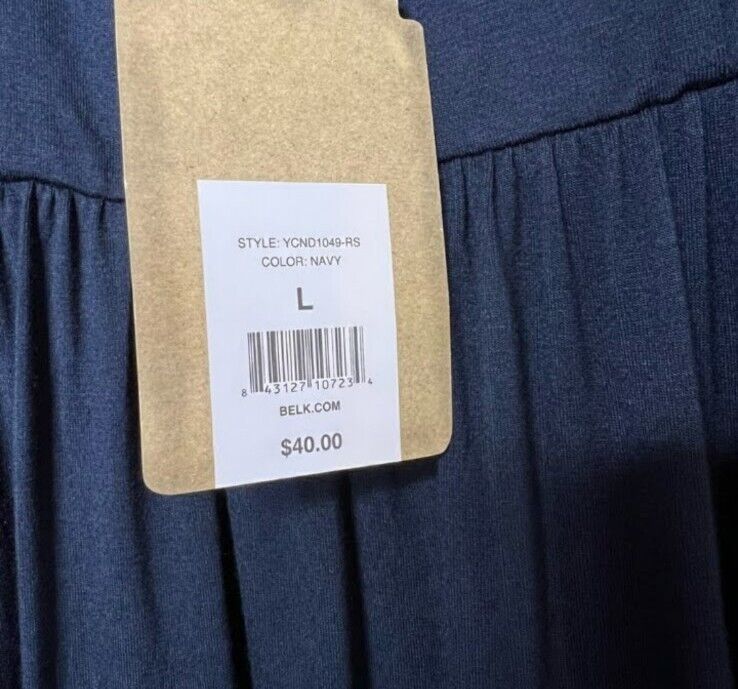 STYLE: YCND1049-RS
COLOR: NAVY
L
8 43127 10723 4
BELK.COM
$40.00